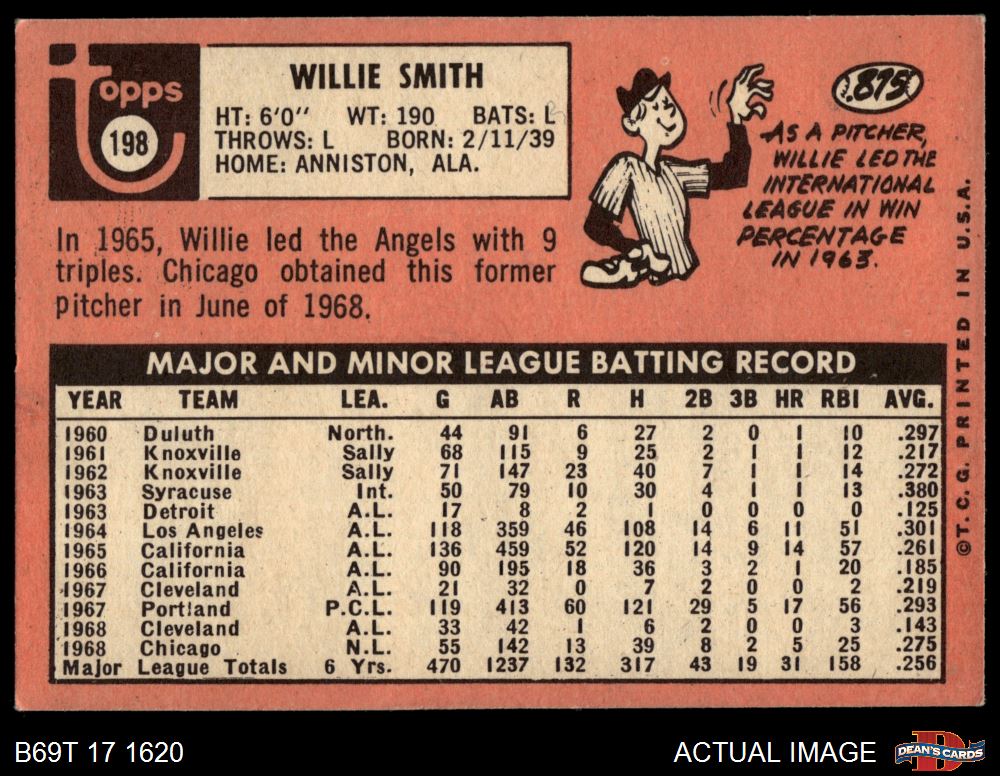 Topps
198
WILLIE SMITH
HT: 6'0" WT: 190 BATS: L
THROWS: L BORN: 2/11/39
HOME: ANNISTON, ALA.
.875
AS A PITCHER,
WILLIE LED THE
INTERNATIONAL
LEAGUE IN WIN
PERCENTAGE
IN 1963.
In 1965, Willie led the Angels with 9
triples. Chicago obtained this former
pitcher in June of 1968.
MAJOR AND MINOR LEAGUE BATTING RECORD
YEAR TEAM LEA. G AB R H 2B 3B HR RBI AVG.
1960 Duluth North. 44 91 6 27 2 0 1 10 .297
1961 Knoxville Sally 68 115 9 25 2 1 1 12 .217
1962 Knoxville Sally 71 147 23 40 7 1 1 14 .272
1963 Syracuse Int. 50 79 10 30 4 1 1 13 .380
1963 Detroit A.L. 17 8 2 1 0 0 0 0 .125
1964 Los Angeles A.L. 118 359 46 108 14 6 11 51 .301
1965 California A.L. 136 459 52 120 14 9 14 57 .261
1966 California A.L. 90 195 18 36 3 2 1 20 .185
1967 Cleveland A.L. 21 32 0 7 2 0 0 2 .219
1967 Portland P.C.L. 119 413 60 121 29 5 17 56 .293
1968 Cleveland A.L. 33 42 1 6 2 0 0 3 .143
1968 Chicago N.L. 55 142 13 39 8 2 5 25 .275
Major League Totals 6 Yrs. 470 1237 132 317 43 19 31 158 .256
©T. C. G. PRINTED IN U.S.A.
B69T 17 1620
ACTUAL IMAGE
D
DEAN'S CARDS